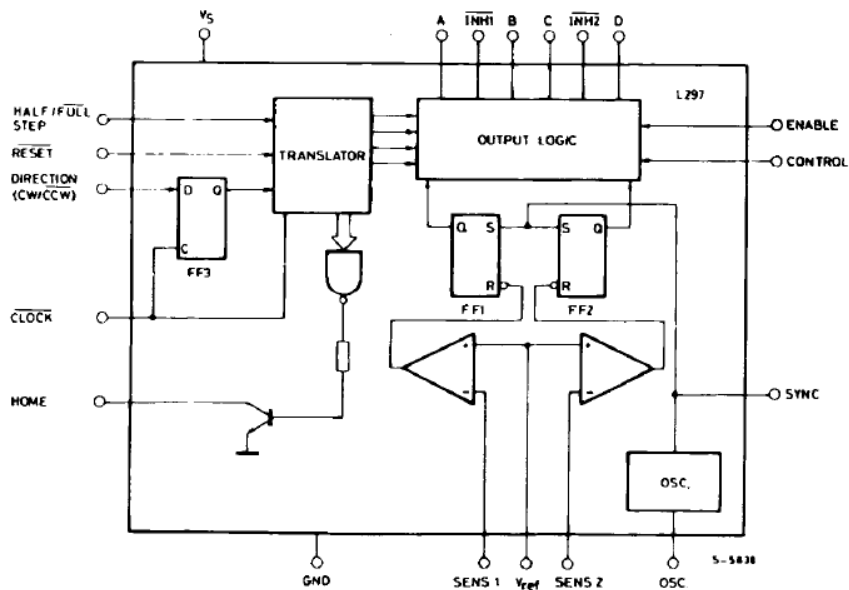 Vs
A INH1 B C INH2 D
L297
HALF/FULL
STEP
RESET
DIRECTION
(CW/CCW)
CLOCK
HOME
TRANSLATOR
OUTPUT LOGIC
ENABLE
CONTROL
D Q
C
FF3
Q S
R
FF1
S Q
R
FF2
+
-
+
-
SYNC
OSC.
GND
SENS 1
Vref
SENS 2
OSC.
S-5838